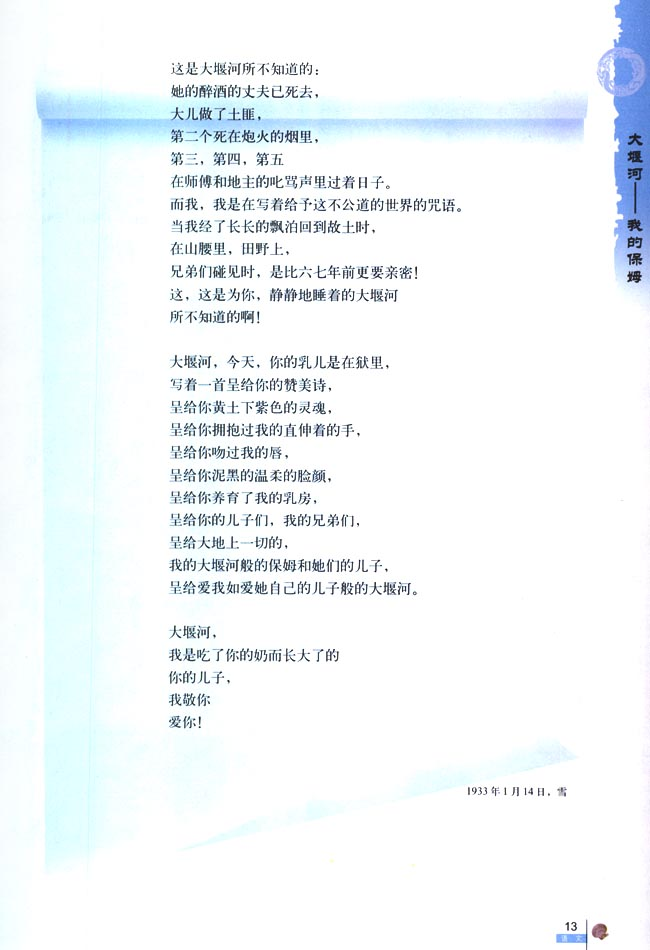 这是大堰河所不知道的：
她的醉酒的丈夫已死去，
大儿做了土匪，
第二个死在炮火的烟里，
第三，第四，第五
在师傅和地主的叱骂声里过着日子。
而我，我是在写着给予这不公道的世界的咒语。
当我经了长长的飘泊回到故土时，
在山腰里，田野上，
兄弟们碰见时，是比六七年前更要亲密！
这，这是为你，静静地睡着的大堰河
所不知道的啊！
大堰河，今天，你的乳儿是在狱里，
写着一首呈给你的赞美诗，
呈给你黄土下紫色的灵魂，
呈给你拥抱过我的直伸着的手，
呈给你吻过我的唇，
呈给你泥黑的温柔的脸颜，
呈给你养育了我的乳房，
呈给你的儿子们，我的兄弟们，
呈给大地上一切的，
我的大堰河般的保姆和她们的儿子，
呈给爱我如爱她自己的儿子般的大堰河。
大堰河，
我是吃了你的奶而长大了的
你的儿子，
我敬你
爱你！
1933年1月14日，雪
大堰河——我的保姆
13
语文